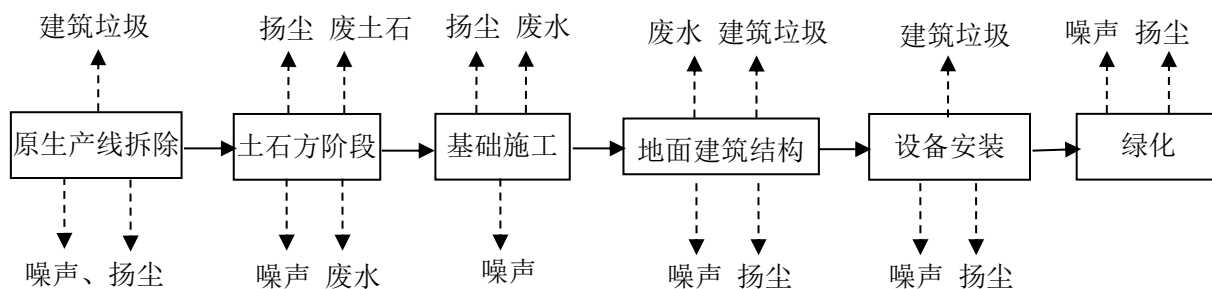 建筑垃圾 扬尘 废土石 扬尘 废水 废水 建筑垃圾 建筑垃圾 噪声 扬尘
原生产线拆除 土石方阶段 基础施工 地面建筑结构 设备安装 绿化
噪声、扬尘 噪声 废水 噪声 噪声 扬尘 噪声 扬尘